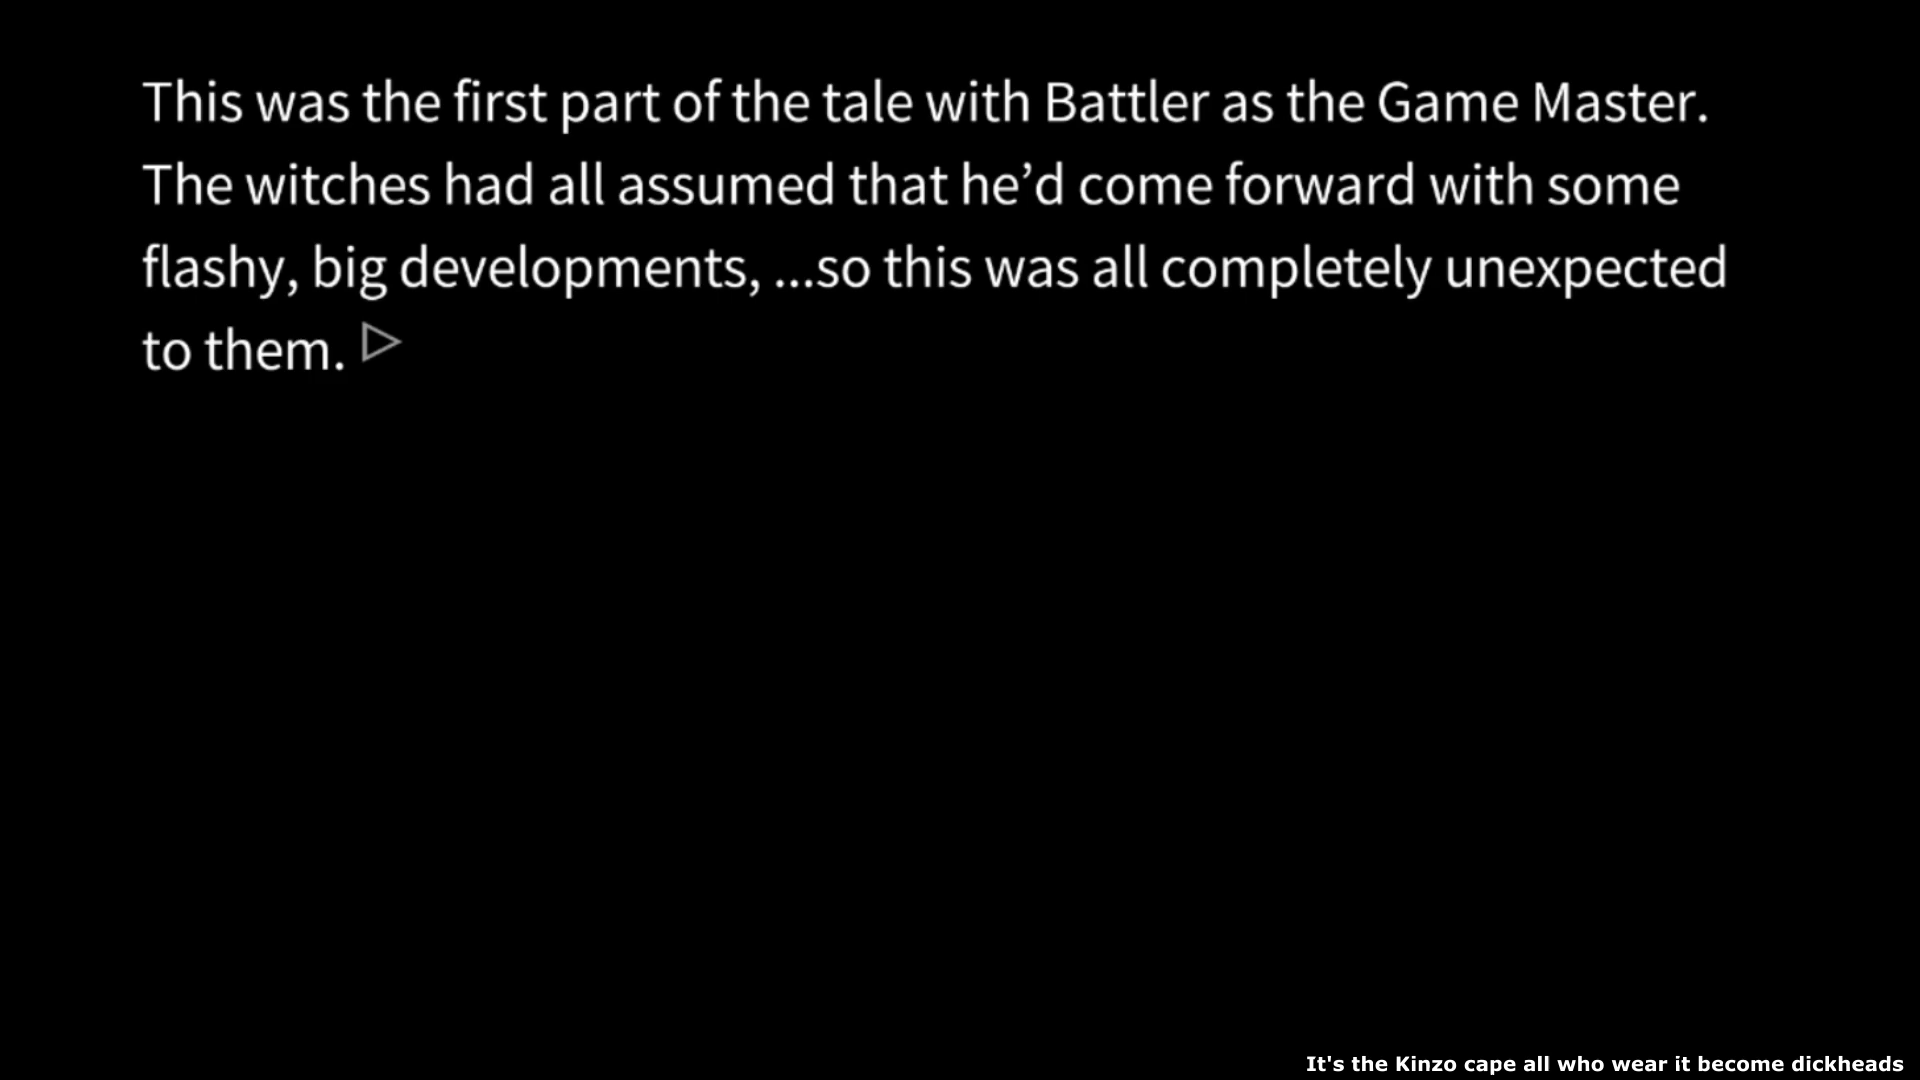 This was the first part of the tale with Battler as the Game Master.
The witches had all assumed that he’d come forward with some
flashy, big developments, ...so this was all completely unexpected
to them.
It's the Kinzo cape all who wear it become dickheads